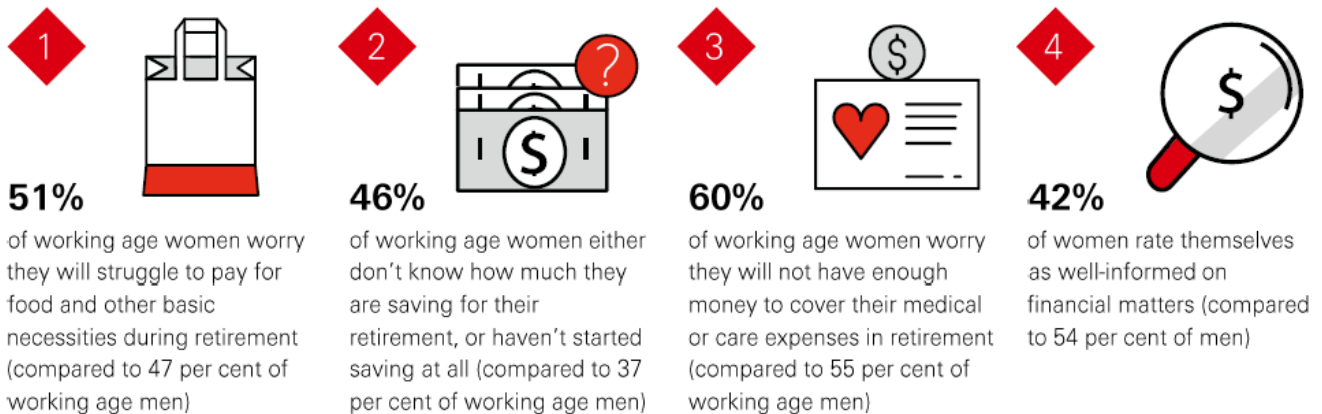 1
$
51%
of working age women worry
they will struggle to pay for
food and other basic
necessities during retirement
(compared to 47 per cent of
working age men)
2
?
$
46%
of working age women either
don't know how much they
are saving for their
retirement, or haven't started
saving at all (compared to 37
per cent of working age men)
3
$
60%
of working age women worry
they will not have enough
money to cover their medical
or care expenses in retirement
(compared to 55 per cent of
working age men)
4
$
42%
of women rate themselves
as well-informed on
financial matters (compared
to 54 per cent of men)